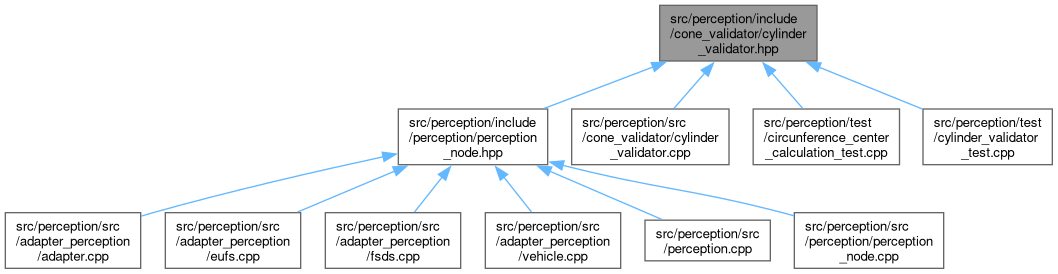 src/perception/include
/cone_validator/cylinder
_validator.hpp
src/perception/include
/perception/perception
_node.hpp
src/perception/src
/cone_validator/cylinder
_validator.cpp
src/perception/test
/circunference_center
_calculation_test.cpp
src/perception/test
/cylinder_validator
_test.cpp
src/perception/src
/adapter_perception
/adapter.cpp
src/perception/src
/adapter_perception
/eufs.cpp
src/perception/src
/adapter_perception
/fsds.cpp
src/perception/src
/adapter_perception
/vehicle.cpp
src/perception/src
/perception.cpp
src/perception/src
/perception/perception
_node.cpp